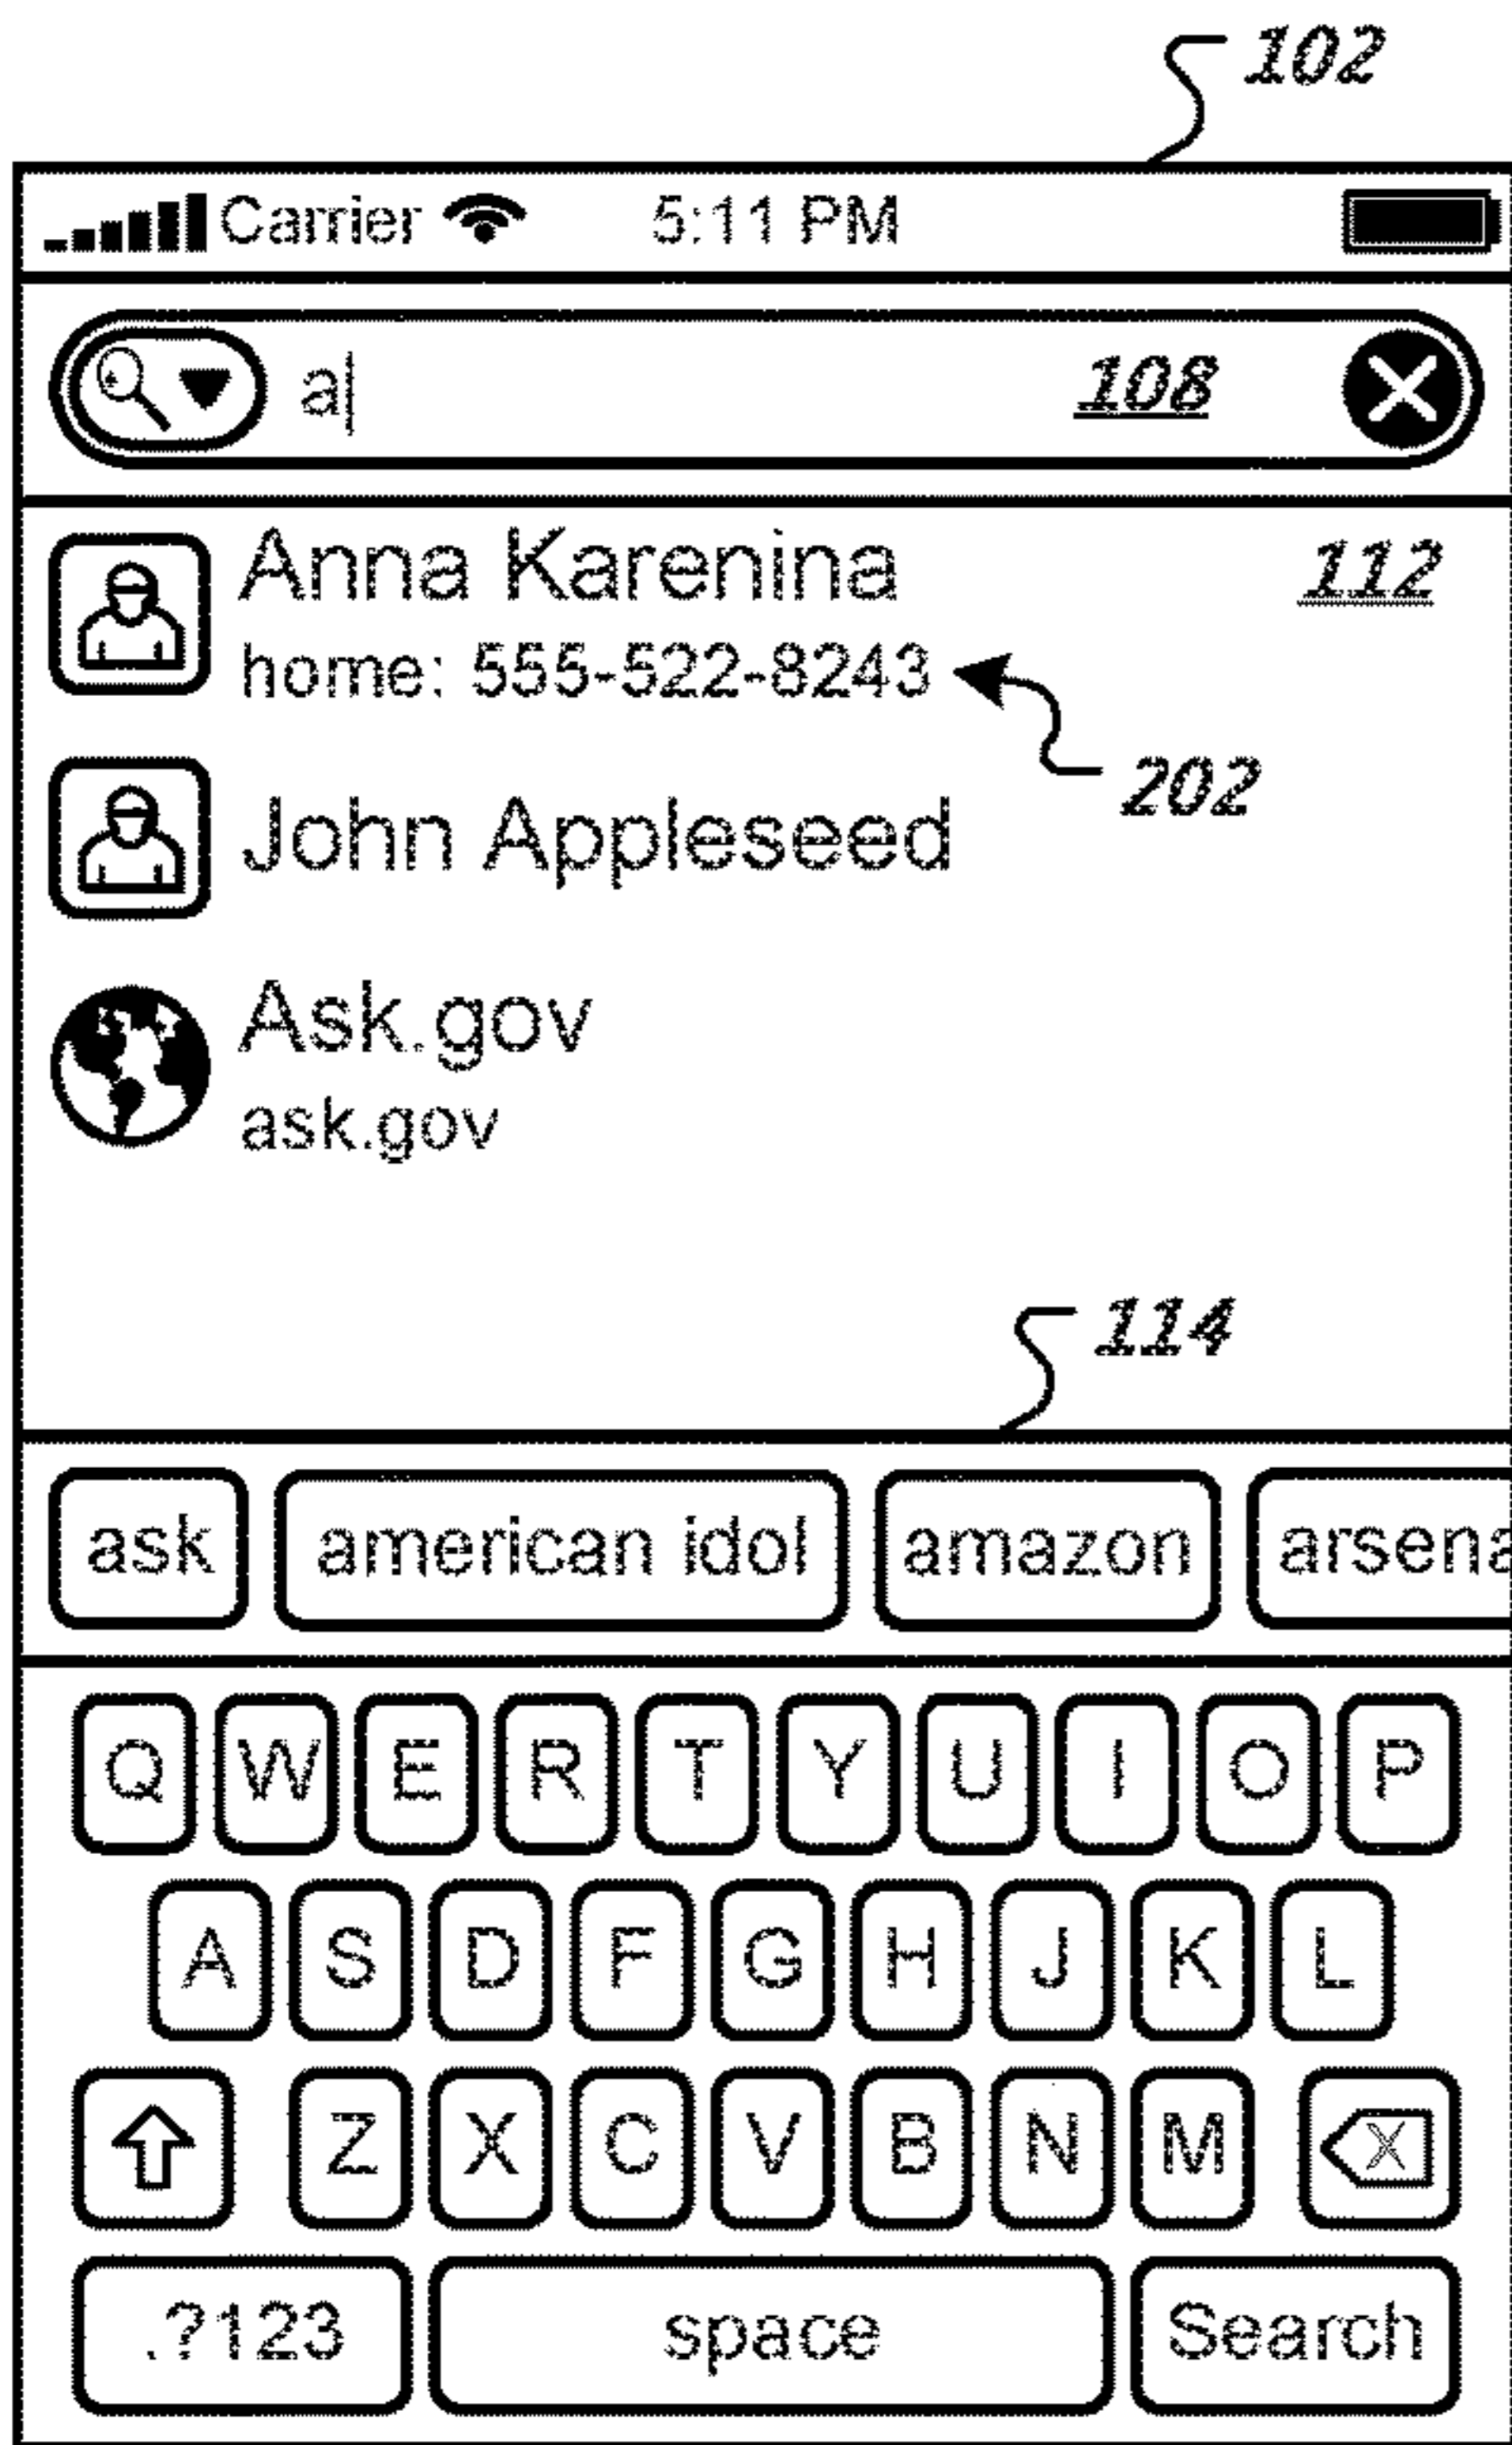 102
Carrier 5:11 PM
a 108
Anna Karenina 112
home: 555-522-8243
202
John Appleseed
Ask.gov
ask.gov
114
ask american idol amazon arsena
Q W E R T Y U I O P
A S D F G H J K L
Z X C V B N M X
.?123 space Search